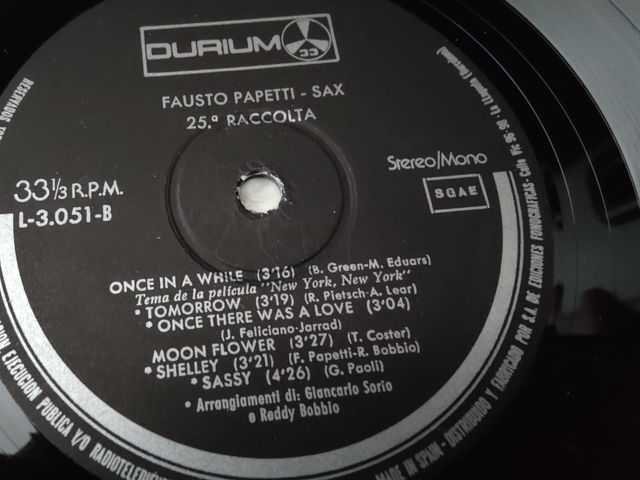 DURIUM
33
FAUSTO PAPETTI - SAX
25.ª RACCOLTA
33 1/3 R.P.M.
L-3.051-B
Stereo/Mono
SGAE
ONCE IN A WHILE (3'16) (B. Green-M. Eduars)
Tema de la película "New York, New York"
* TOMORROW (3'19) (R. Pietsch-A. Lear)
* ONCE THERE WAS A LOVE (3'04)
(J. Feliciano-Jarrad)
MOON FLOWER (3'27) (T. Coster)
* SHELLEY (3'21) (F. Papetti-R. Bobbio)
* SASSY (4'26) (G. Paoli)
* Arrangiamenti di: Giancarlo Sorio
e Reddy Bobbio
RESERVADOS
EJECUCION PUBLICA Y/O
MADE IN SPAIN - DISTRIBUIDO Y FABRICADO POR S.A. DE EDICIONES FONOGRAFICAS